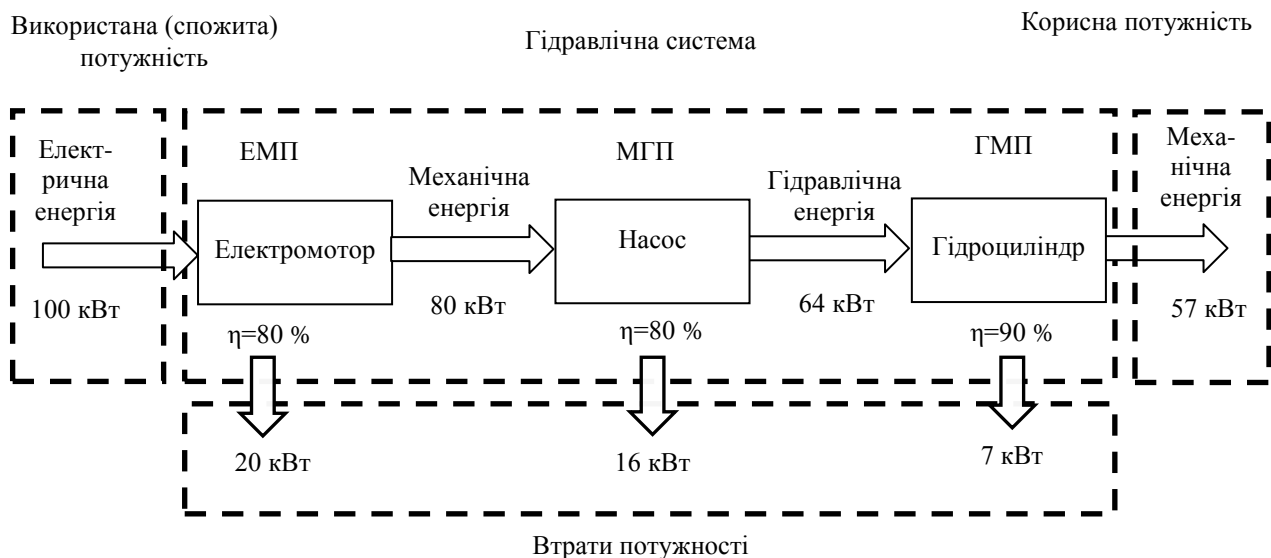 Використана (спожита)
потужність
Гідравлічна система
Корисна потужність
Елект-
рична
енергія
100 кВт
ЕМП
Електромотор
η=80 %
Механічна
енергія
80 кВт
МГП
Насос
η=80 %
Гідравлічна
енергія
64 кВт
ГМП
Гідроциліндр
η=90 %
Меха-
нічна
енергія
57 кВт
20 кВт
16 кВт
7 кВт
Втрати потужності